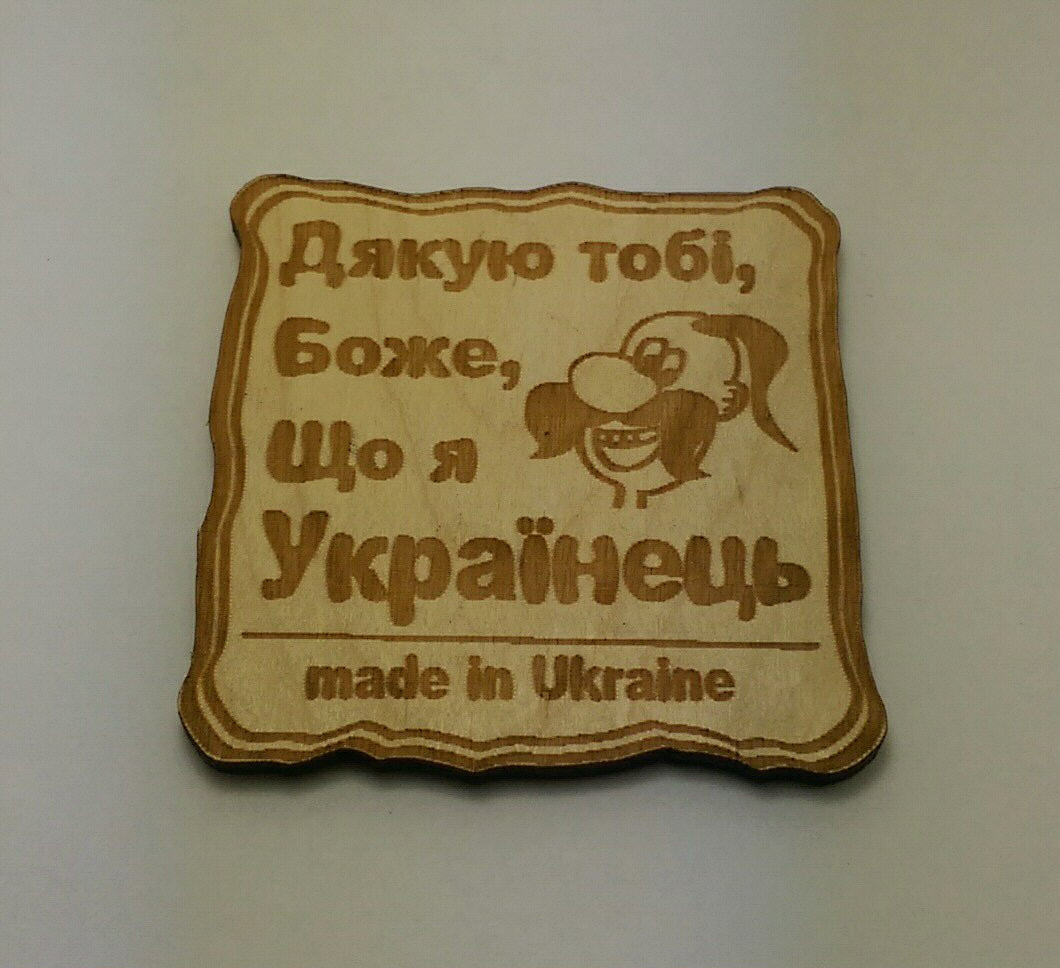 Дякую тобі,
Боже,
Що я
Українець
made in Ukraine